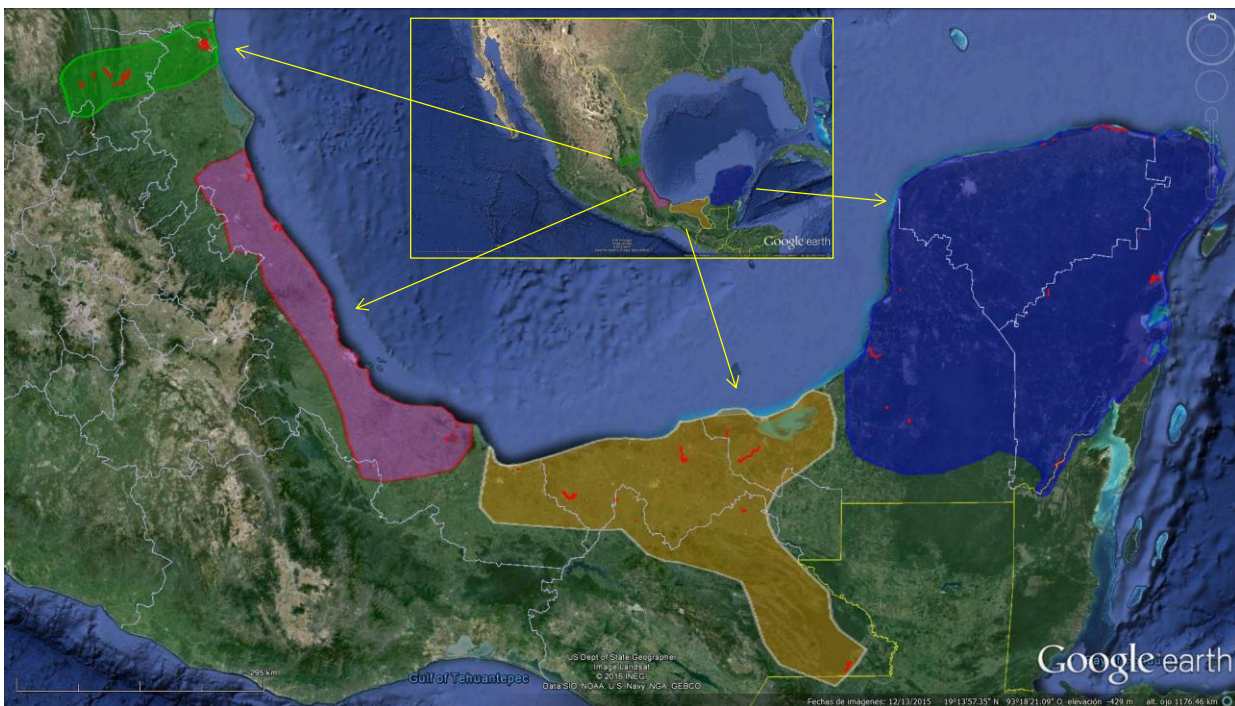 N
Google earth
295 km
Gulf of Tehuantepec
US Dept of State Geographer
Image Landsat
© 2016 INEGI
Data SIO, NOAA, U.S. Navy, NGA, GEBCO
Google earth
Fechas de imágenes: 12/13/2015 19°13'57.35" N 93°18'21.09" O elevación -429 m alt. ojo 1176.46 km